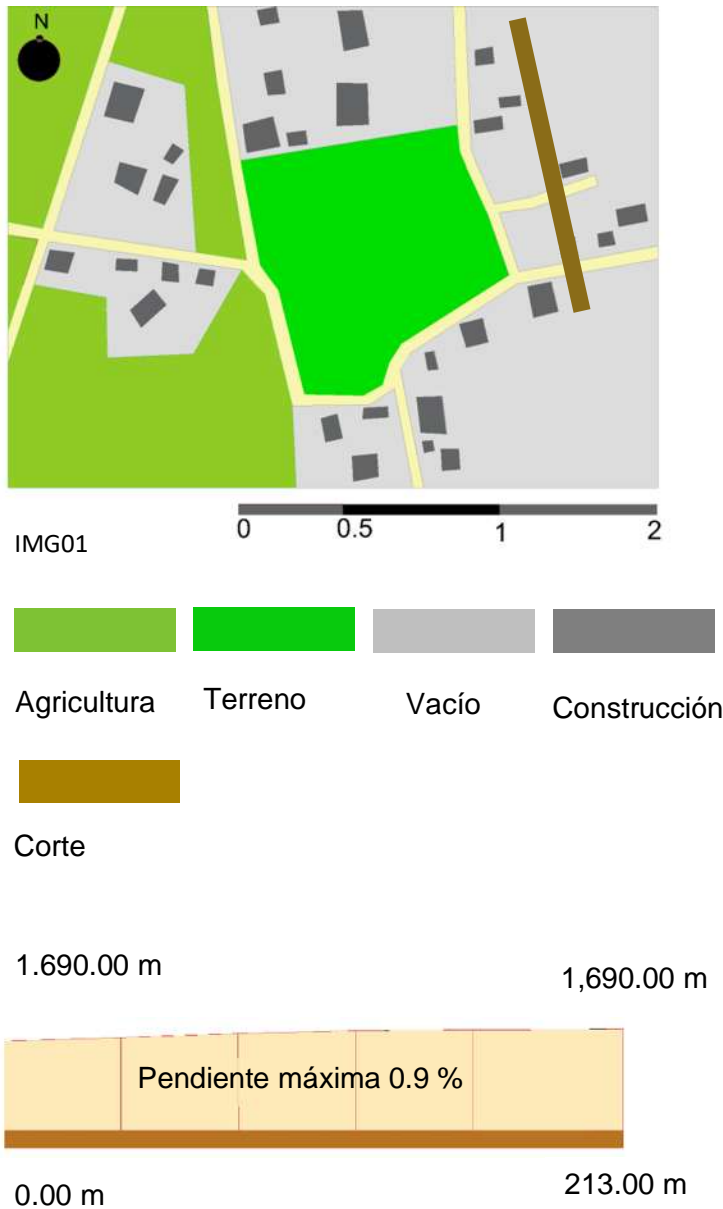 N
0 0.5 1 2
IMG01
Agricultura Terreno Vacío Construcción
Corte
1.690.00 m 1,690.00 m
Pendiente máxima 0.9 %
0.00 m 213.00 m